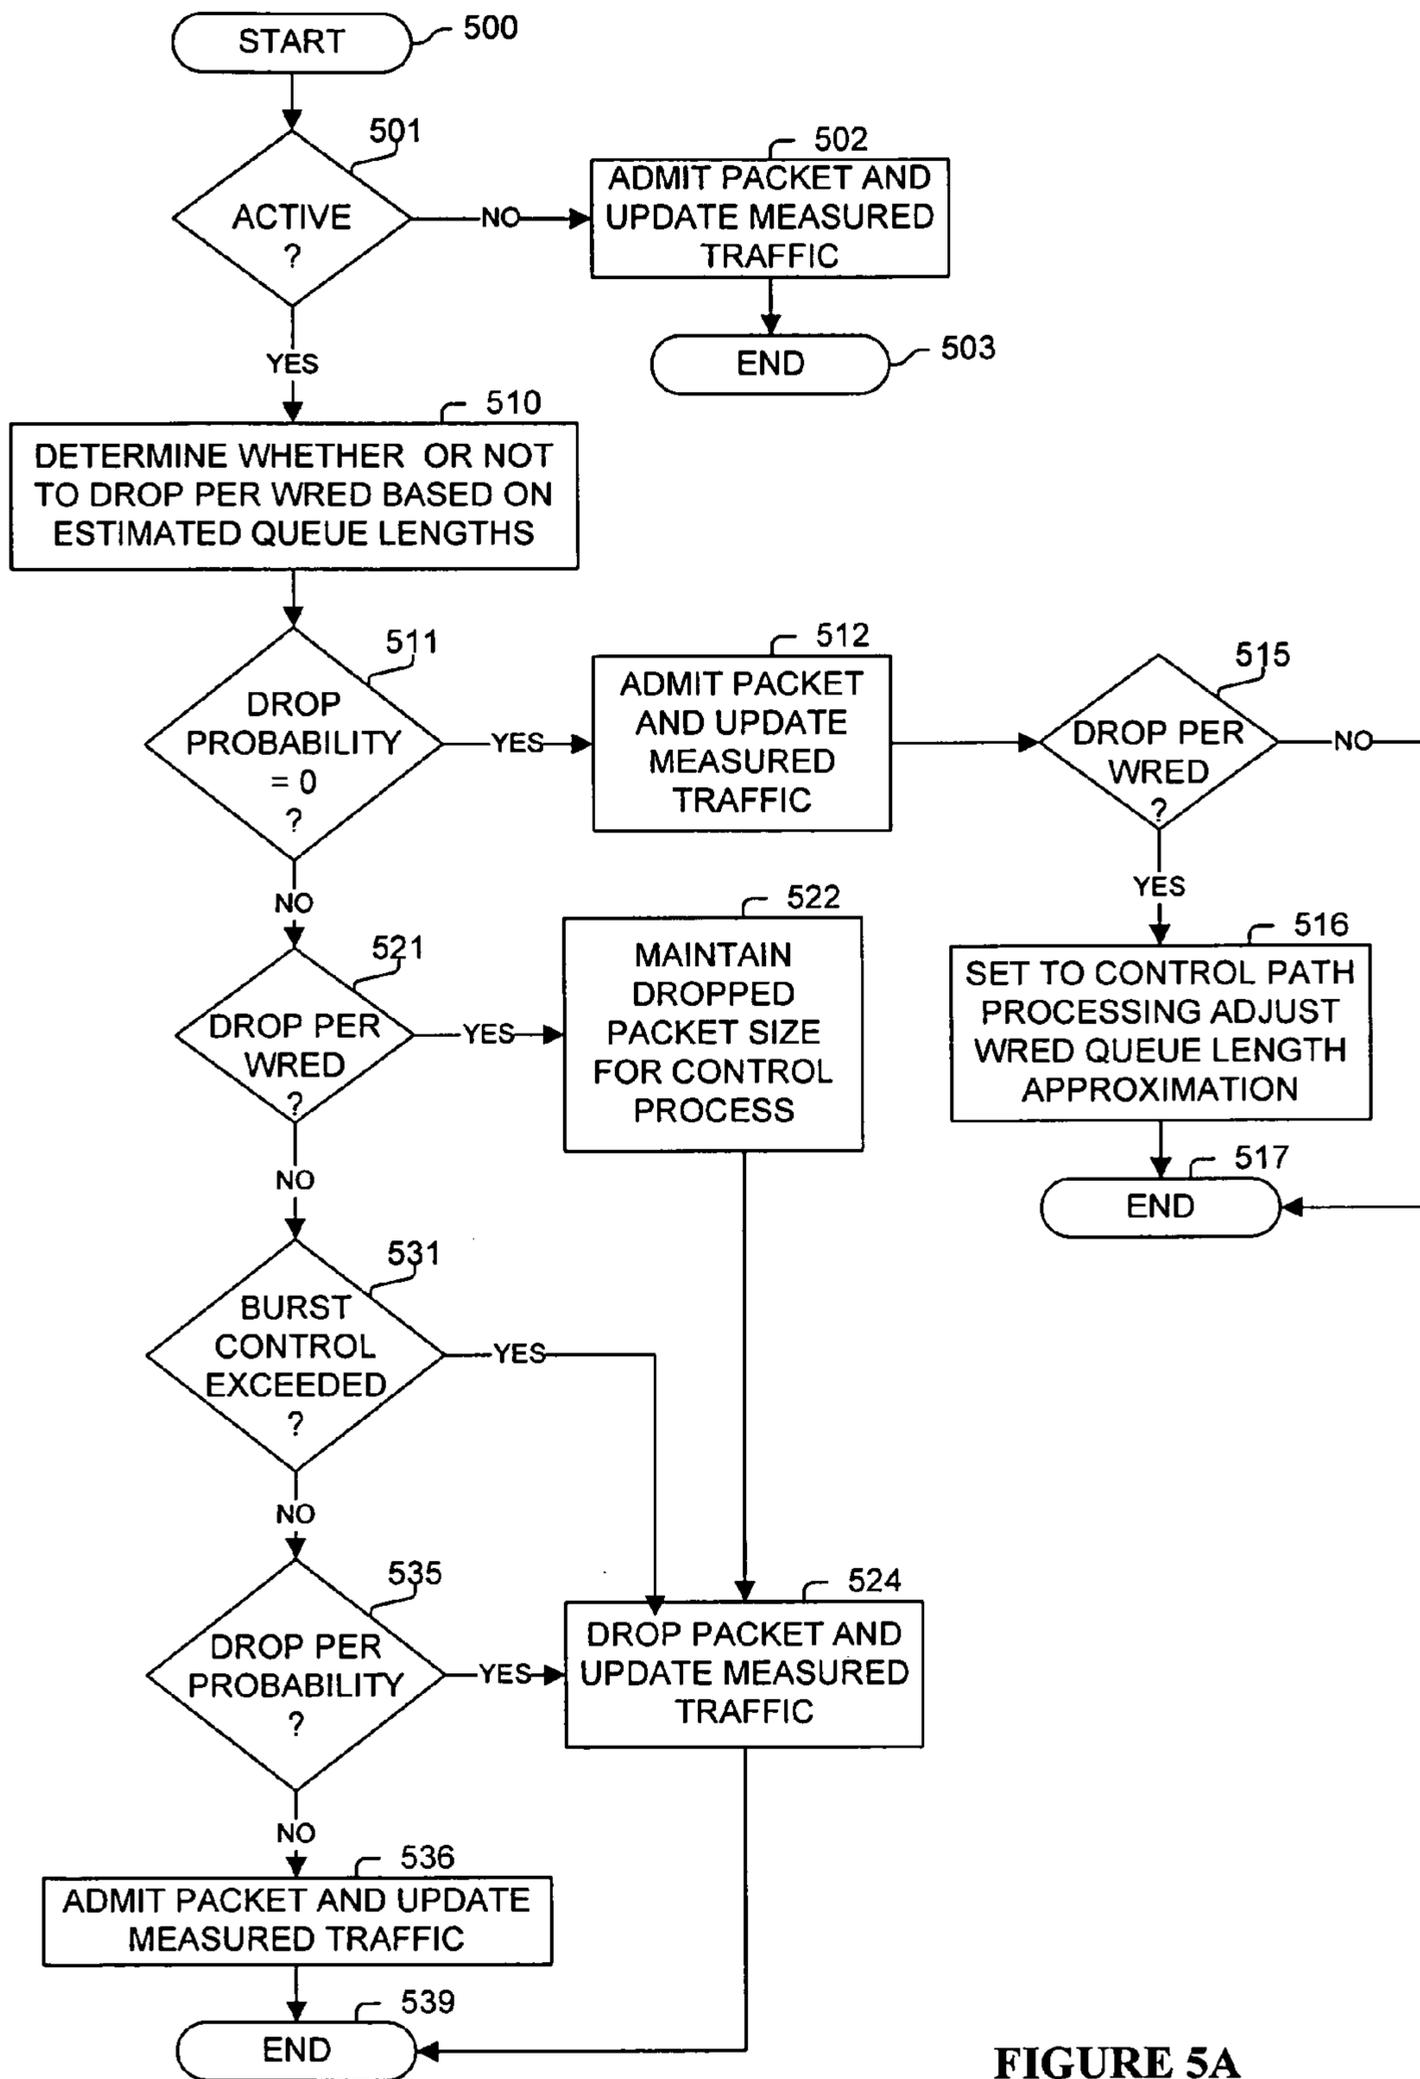 START
500
501
ACTIVE
?
NO
502
ADMIT PACKET AND
UPDATE MEASURED
TRAFFIC
END
503
YES
510
DETERMINE WHETHER OR NOT
TO DROP PER WRED BASED ON
ESTIMATED QUEUE LENGTHS
511
DROP
PROBABILITY
= 0
?
YES
512
ADMIT PACKET
AND UPDATE
MEASURED
TRAFFIC
515
DROP PER
WRED
?
NO
YES
516
SET TO CONTROL PATH
PROCESSING ADJUST
WRED QUEUE LENGTH
APPROXIMATION
517
END
NO
521
DROP PER
WRED
?
YES
522
MAINTAIN
DROPPED
PACKET SIZE
FOR CONTROL
PROCESS
NO
531
BURST
CONTROL
EXCEEDED
?
YES
NO
535
DROP PER
PROBABILITY
?
YES
524
DROP PACKET AND
UPDATE MEASURED
TRAFFIC
NO
536
ADMIT PACKET AND UPDATE
MEASURED TRAFFIC
539
END
FIGURE 5A